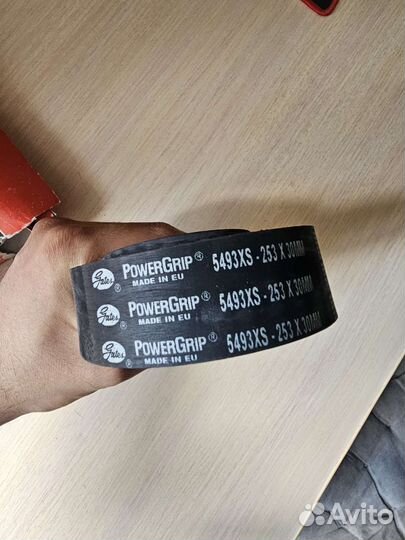 Gates ® POWERGRIP ® 5493XS - 253 X 30MM
MADE IN EU
Gates ® POWERGRIP ® 5493XS - 253 X 30MM
MADE IN EU
Gates ® POWERGRIP ® 5493XS - 253 X 30MM
MADE IN EU
Avito